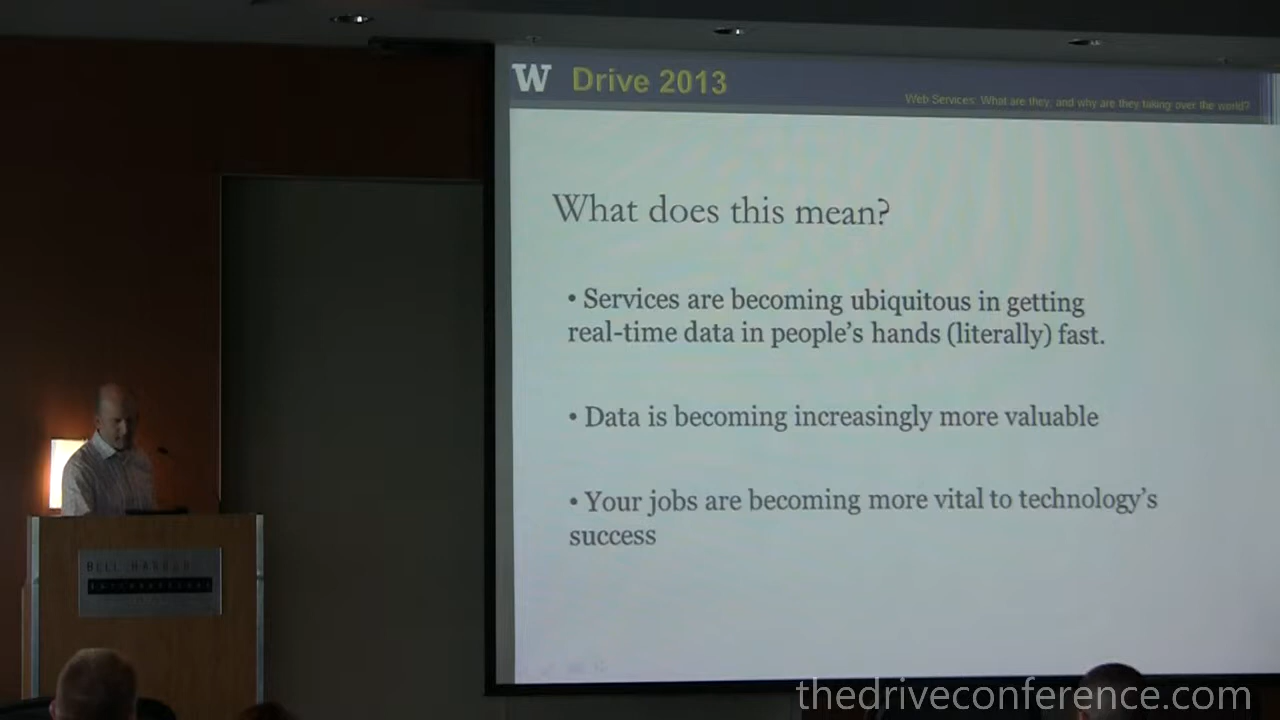 W Drive 2013
Web Services: What are they, and why are they taking over the world?
What does this mean?
• Services are becoming ubiquitous in getting
real-time data in people’s hands (literally) fast.
• Data is becoming increasingly more valuable
• Your jobs are becoming more vital to technology’s
success
BELL HARBOR
thedriveconference.com